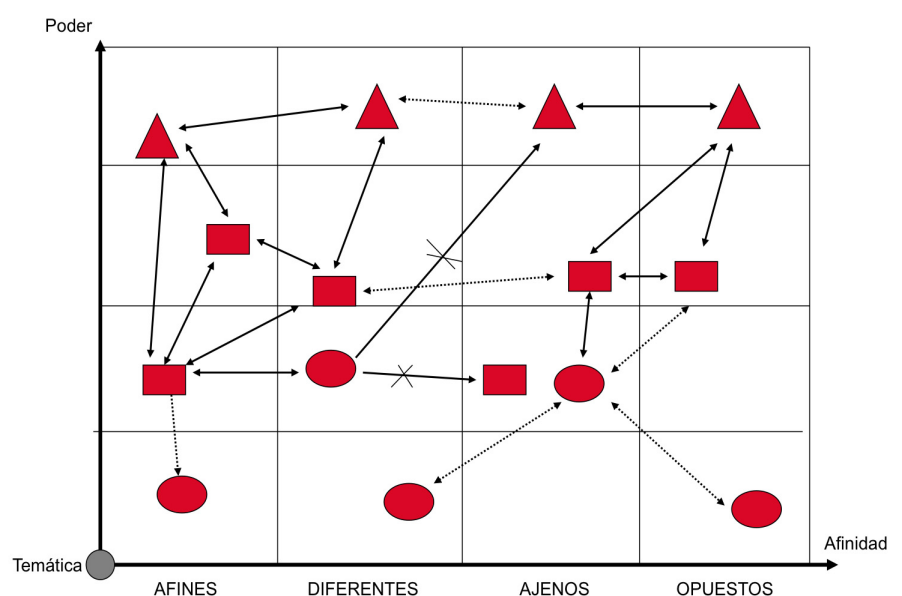 Poder
Afinidad
Temática
AFINES
DIFERENTES
AJENOS
OPUESTOS